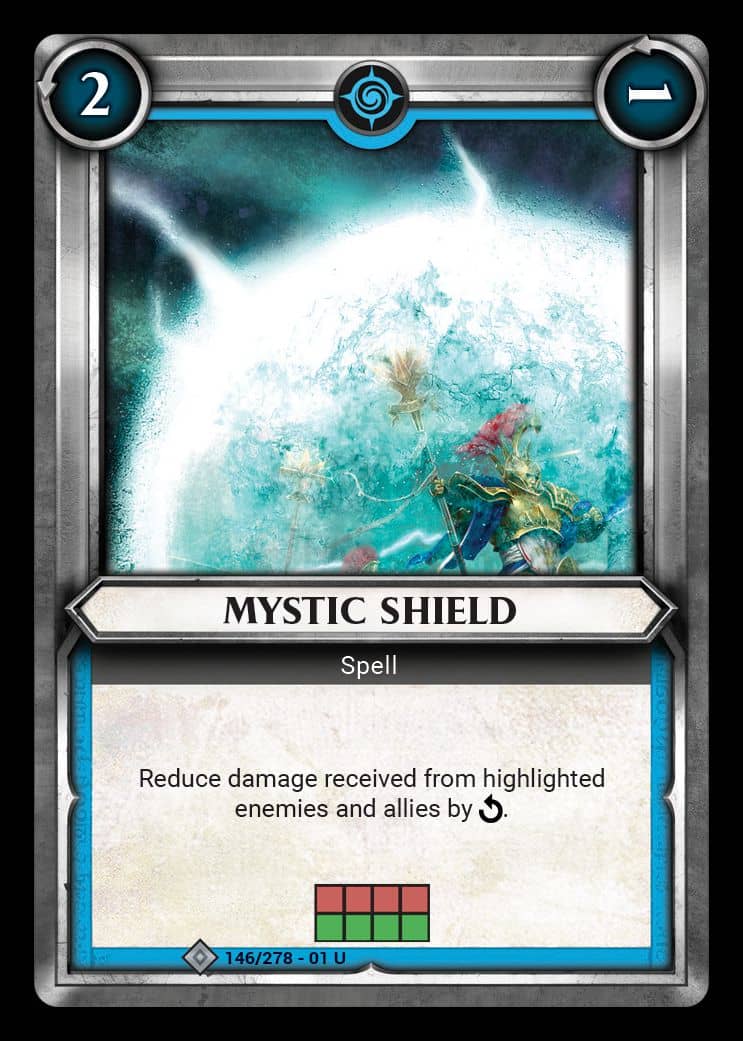 2
1
MYSTIC SHIELD
Spell
Reduce damage received from highlighted
enemies and allies by .
146/278 - 01 U